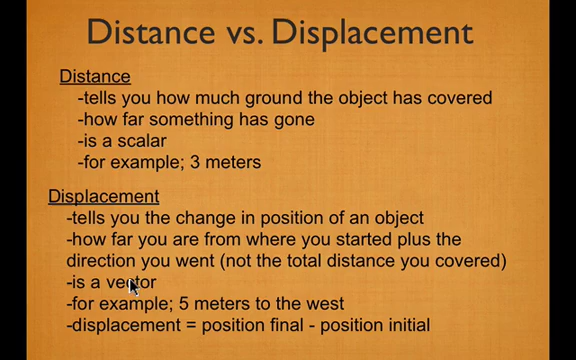 Distance vs. Displacement
Distance
-tells you how much ground the object has covered
-how far something has gone
-is a scalar
-for example; 3 meters
Displacement
-tells you the change in position of an object
-how far you are from where you started plus the
direction you went (not the total distance you covered)
-is a vector
-for example; 5 meters to the west
-displacement = position final - position initial